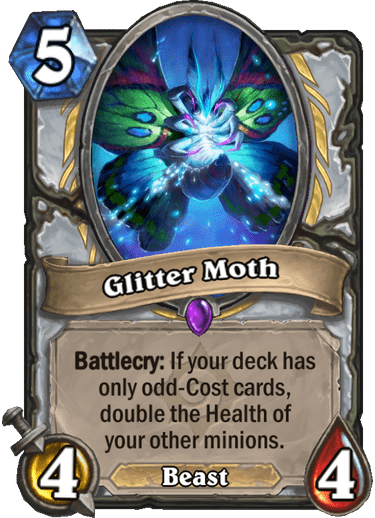 5
Glitter Moth
Battlecry: If your deck has
only odd-Cost cards,
double the Health of
your other minions.
4
Beast
4